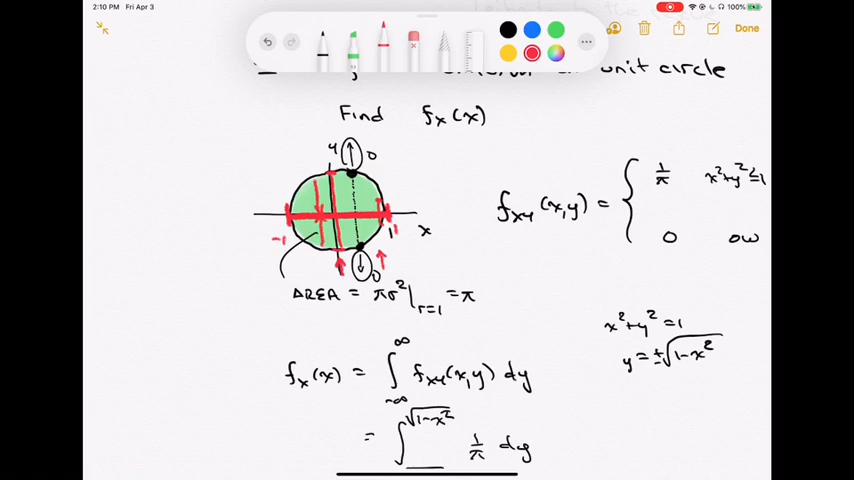 2:10 PM Fri Apr 3
100%
Done
unit circle
Find f_X(x)
y
0
f_XY(x,y) = { 1/π x²+y²≤1
0 ow
-1
1
1
x
0
AREA = πr²|_{r=1} = π
x²+y² = 1
y = ±√(1-x²)
f_X(x) = ∫_{-∞}^{∞} f_XY(x,y) dy
= ∫^{√(1-x²)} 1/π dy